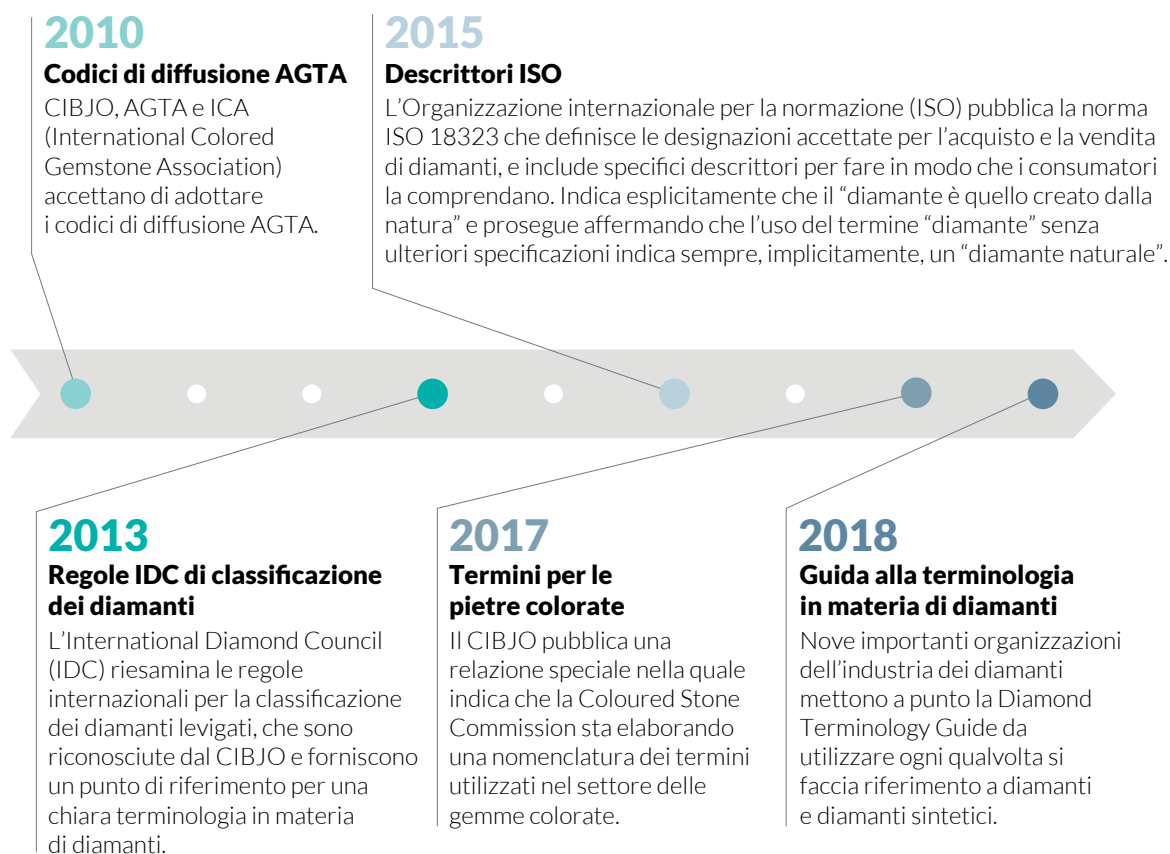 2010
Codici di diffusione AGTA
CIBJO, AGTA e ICA
(International Colored
Gemstone Association)
accettano di adottare
i codici di diffusione AGTA.
2015
Descrittori ISO
L’Organizzazione internazionale per la normazione (ISO) pubblica la norma
ISO 18323 che definisce le designazioni accettate per l’acquisto e la vendita
di diamanti, e include specifici descrittori per fare in modo che i consumatori
la comprendano. Indica esplicitamente che il “diamante è quello creato dalla
natura” e prosegue affermando che l’uso del termine “diamante” senza
ulteriori specificazioni indica sempre, implicitamente, un “diamante naturale”.
2013
Regole IDC di classificazione
dei diamanti
L’International Diamond Council
(IDC) riesamina le regole
internazionali per la classificazione
dei diamanti levigati, che sono
riconosciute dal CIBJO e forniscono
un punto di riferimento per una
chiara terminologia in materia
di diamanti.
2017
Termini per le
pietre colorate
Il CIBJO pubblica una
relazione speciale nella quale
indica che la Coloured Stone
Commission sta elaborando
una nomenclatura dei termini
utilizzati nel settore delle
gemme colorate.
2018
Guida alla terminologia
in materia di diamanti
Nove importanti organizzazioni
dell’industria dei diamanti
mettono a punto la Diamond
Terminology Guide da
utilizzare ogni qualvolta si
faccia riferimento a diamanti
e diamanti sintetici.